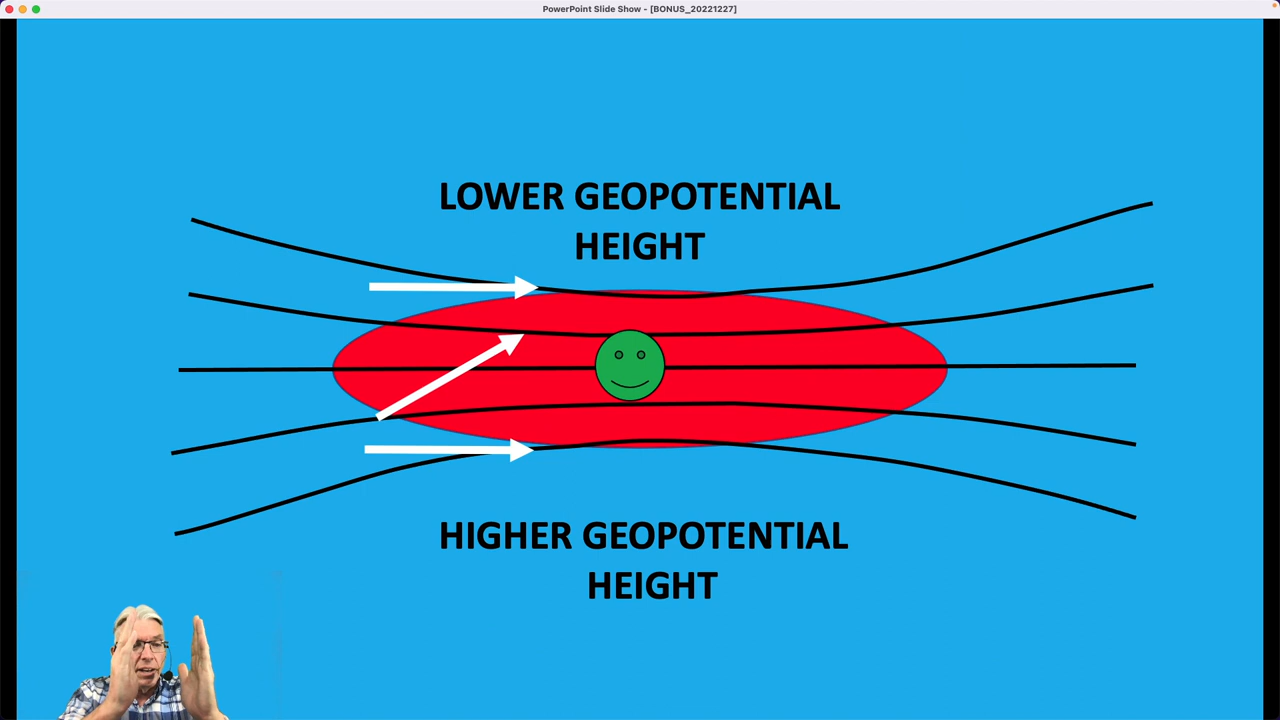 PowerPoint Slide Show - [BONUS_20221227]
LOWER GEOPOTENTIAL
HEIGHT
HIGHER GEOPOTENTIAL
HEIGHT